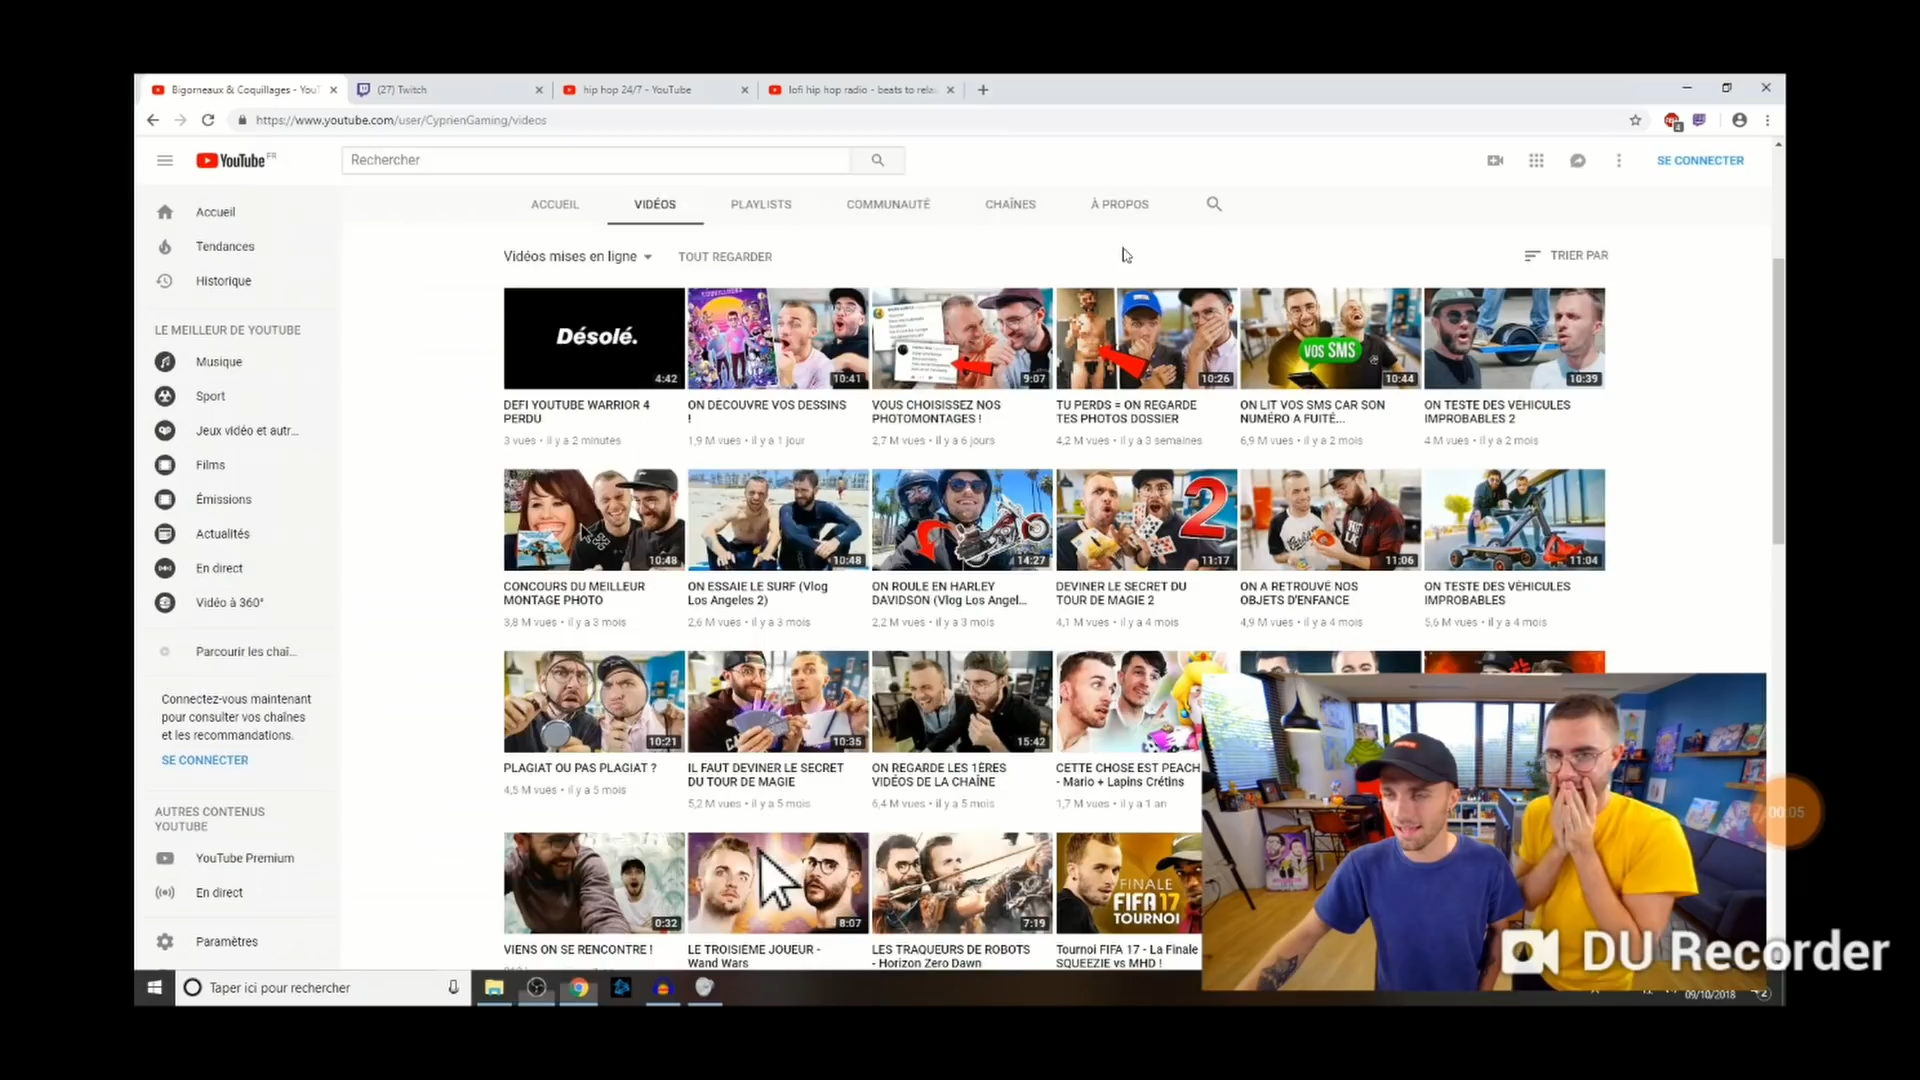 Bigorneaux & Coquillages - YouT
(27) Twitch
hip hop 24/7 - YouTube
lofi hip hop radio - beats to rela
https://www.youtube.com/user/CyprienGaming/videos
YouTube FR
Rechercher
SE CONNECTER
ACCUEIL
VIDÉOS
PLAYLISTS
COMMUNAUTÉ
CHAÎNES
À PROPOS
Accueil
Tendances
Historique
LE MEILLEUR DE YOUTUBE
Musique
Sport
Jeux vidéo et autr...
Films
Émissions
Actualités
En direct
Vidéo à 360°
Parcourir les chaî...
Connectez-vous maintenant
pour consulter vos chaînes
et les recommandations.
SE CONNECTER
AUTRES CONTENUS
YOUTUBE
YouTube Premium
En direct
Paramètres
Vidéos mises en ligne
TOUT REGARDER
TRIER PAR
Désolé.
4:42
10:41
9:07
10:26
VOS SMS
10:44
10:39
DEFI YOUTUBE WARRIOR 4
PERDU
3 vues • il y a 2 minutes
ON DECOUVRE VOS DESSINS
!
1,9 M vues • il y a 1 jour
VOUS CHOISISSEZ NOS
PHOTOMONTAGES !
2,7 M vues • il y a 6 jours
TU PERDS = ON REGARDE
TES PHOTOS DOSSIER
4,2 M vues • il y a 3 semaines
ON LIT VOS SMS CAR SON
NUMÉRO A FUITÉ...
6,9 M vues • il y a 2 mois
ON TESTE DES VEHICULES
IMPROBABLES 2
4 M vues • il y a 2 mois
10:48
10:48
14:27
2
11:17
11:06
11:04
CONCOURS DU MEILLEUR
MONTAGE PHOTO
3,8 M vues • il y a 3 mois
ON ESSAIE LE SURF (Vlog
Los Angeles 2)
2,6 M vues • il y a 3 mois
ON ROULE EN HARLEY
DAVIDSON (Vlog Los Angel...
2,2 M vues • il y a 3 mois
DEVINER LE SECRET DU
TOUR DE MAGIE 2
4,1 M vues • il y a 4 mois
ON A RETROUVÉ NOS
OBJETS D'ENFANCE
4,9 M vues • il y a 4 mois
ON TESTE DES VÉHICULES
IMPROBABLES
5,6 M vues • il y a 4 mois
10:21
10:35
15:42
PLAGIAT OU PAS PLAGIAT ?
4,5 M vues • il y a 5 mois
IL FAUT DEVINER LE SECRET
DU TOUR DE MAGIE
5,2 M vues • il y a 5 mois
ON REGARDE LES 1ÈRES
VIDÉOS DE LA CHAÎNE
6,4 M vues • il y a 5 mois
CETTE CHOSE EST PEACH
- Mario + Lapins Crétins
1,7 M vues • il y a 1 an
0:32
8:07
7:19
FINALE
FIFA 17
TOURNOI
VIENS ON SE RENCONTRE !
LE TROISIEME JOUEUR -
Wand Wars
LES TRAQUEURS DE ROBOTS
- Horizon Zero Dawn
Tournoi FIFA 17 - La Finale
SQUEEZIE vs MHD !
00:05
DU Recorder
Taper ici pour rechercher
09/10/2018